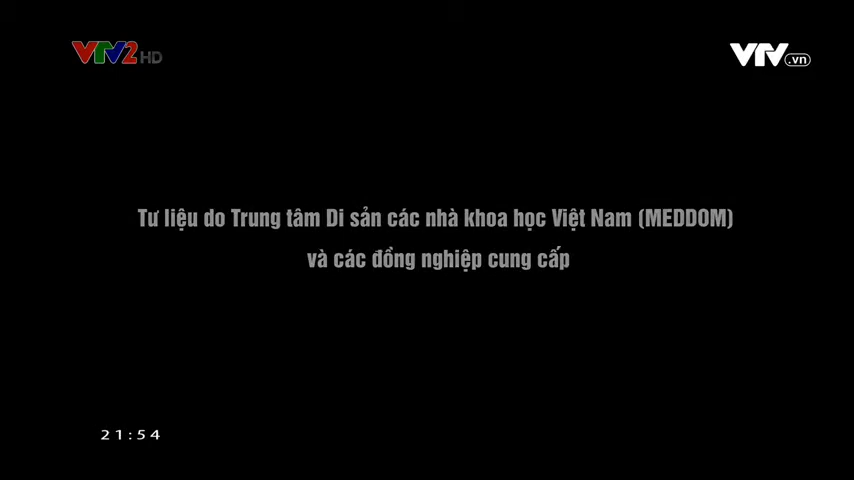 VTV2 HD
VTV.vn
Tư liệu do Trung tâm Di sản các nhà khoa học Việt Nam (MEDDOM)
và các đồng nghiệp cung cấp
21:54